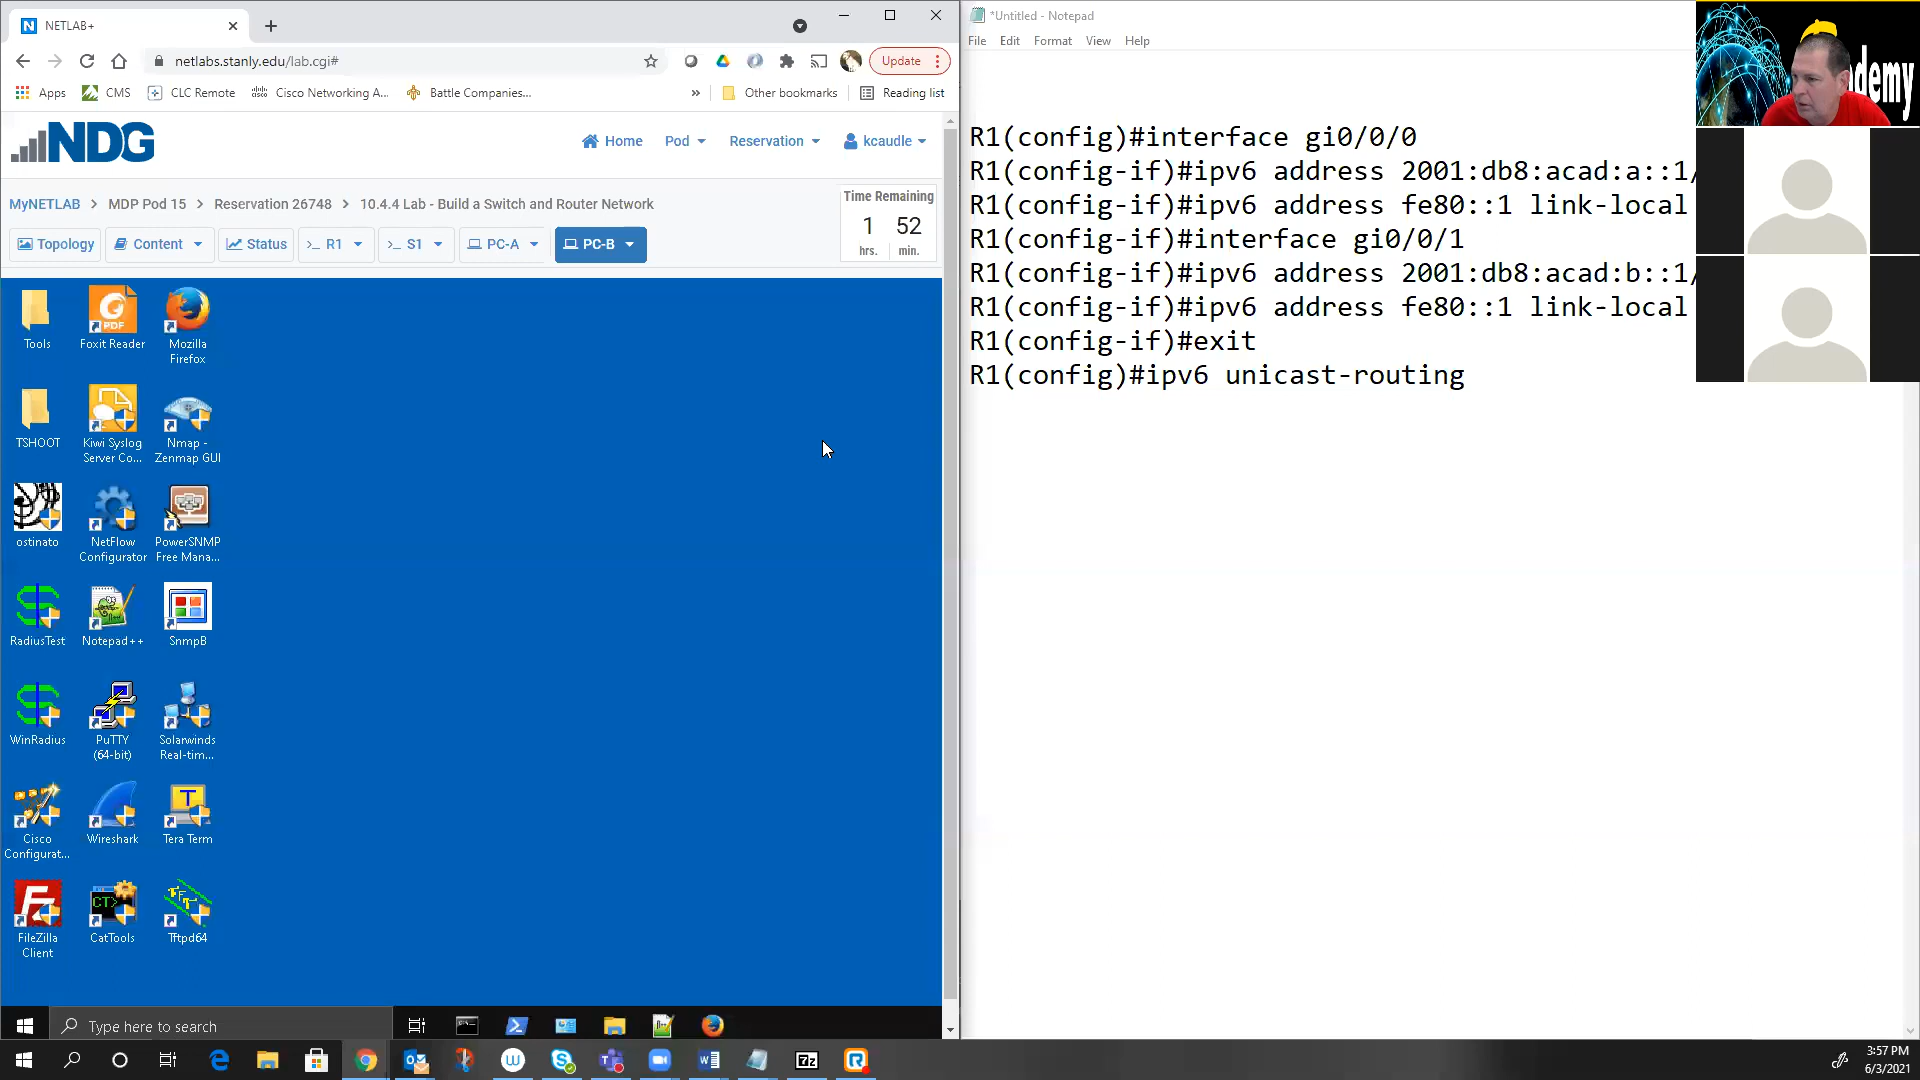 NETLAB+
netlabs.stanly.edu/lab.cgi#
Update
Apps
CMS
CLC Remote
Cisco Networking A...
Battle Companies...
»
Other bookmarks
Reading list
NDG
Home
Pod
Reservation
kcaudle
MyNETLAB > MDP Pod 15 > Reservation 26748 > 10.4.4 Lab - Build a Switch and Router Network
Time Remaining
1 52
hrs. min.
Topology
Content
Status
>_ R1
>_ S1
PC-A
PC-B
Tools
Foxit Reader
Mozilla
Firefox
TSHOOT
Kiwi Syslog
Server Co...
Nmap -
Zenmap GUI
ostinato
NetFlow
Configurator
PowerSNMP
Free Mana...
RadiusTest
Notepad++
SnmpB
WinRadius
PuTTY
(64-bit)
Solarwinds
Real-tim...
Cisco
Configurat...
Wireshark
Tera Term
FileZilla
Client
CatTools
Tftpd64
Type here to search
*Untitled - Notepad
File Edit Format View Help
R1(config)#interface gi0/0/0
R1(config-if)#ipv6 address 2001:db8:acad:a::1/
R1(config-if)#ipv6 address fe80::1 link-local
R1(config-if)#interface gi0/0/1
R1(config-if)#ipv6 address 2001:db8:acad:b::1/
R1(config-if)#ipv6 address fe80::1 link-local
R1(config-if)#exit
R1(config)#ipv6 unicast-routing
demy
3:57 PM
6/3/2021